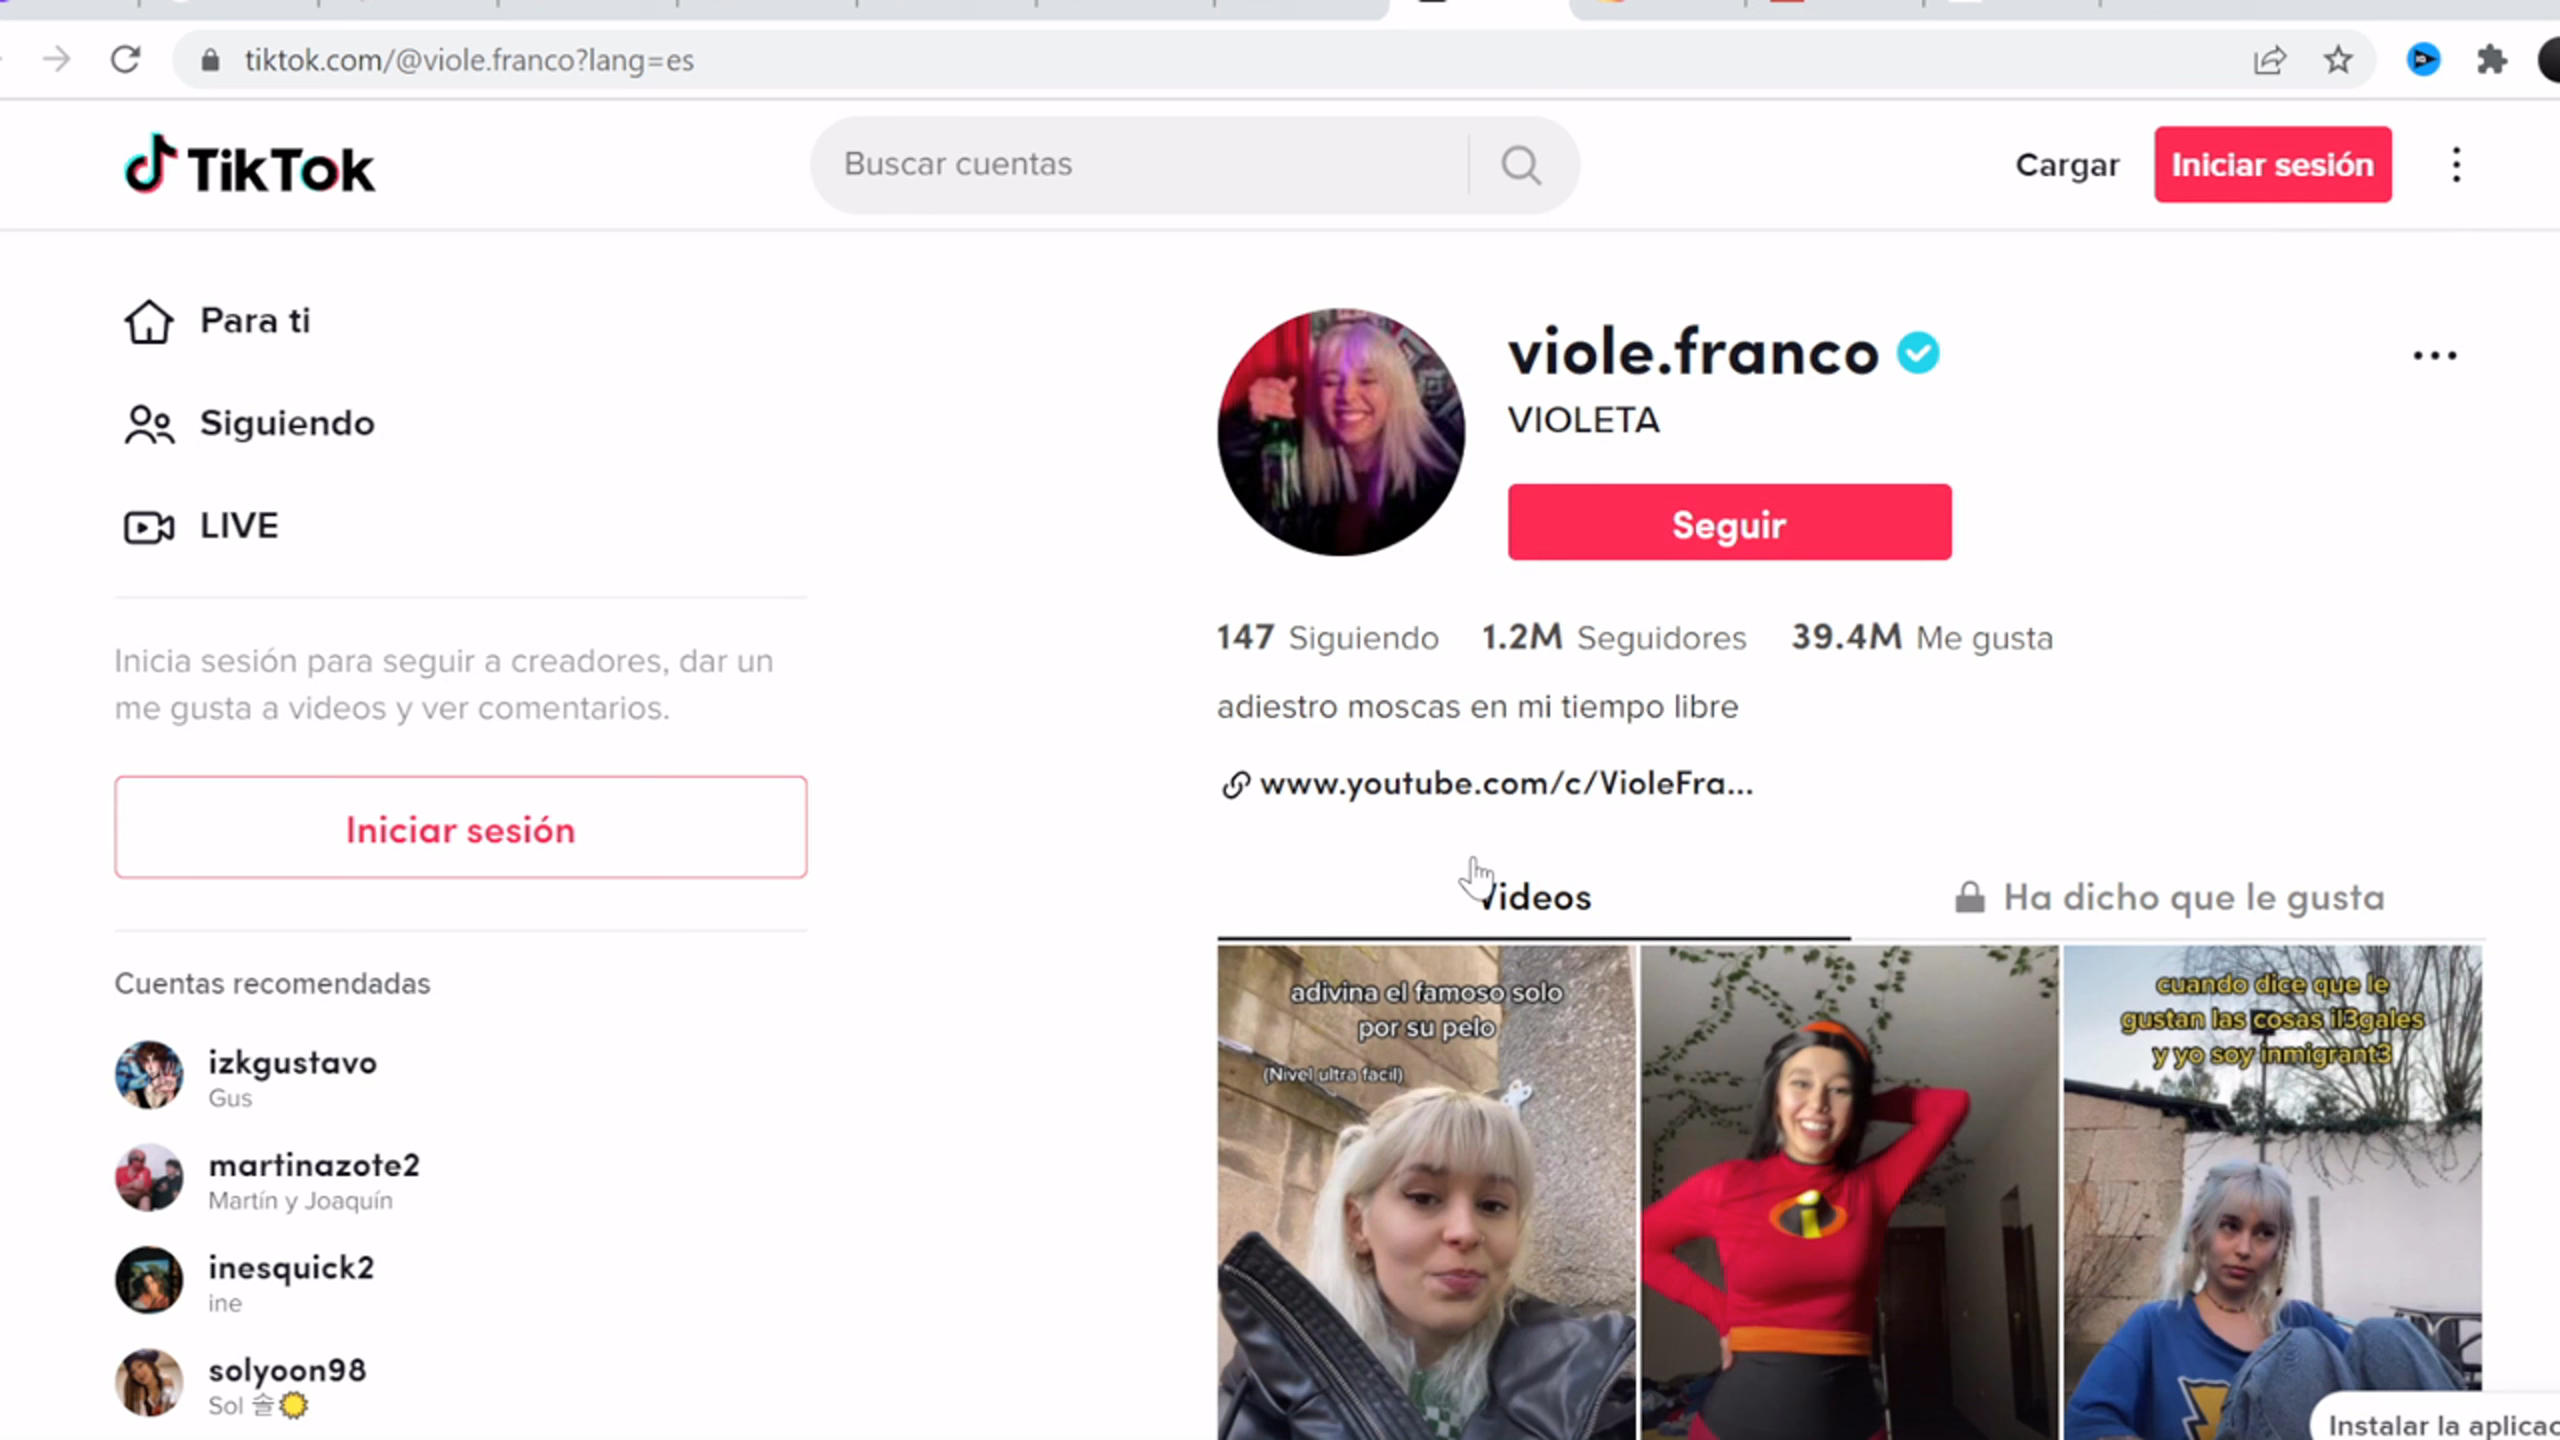 tiktok.com/@viole.franco?lang=es
TikTok
Buscar cuentas
Cargar
Iniciar sesión
Para ti
Siguiendo
LIVE
Inicia sesión para seguir a creadores, dar un
me gusta a videos y ver comentarios.
Iniciar sesión
Cuentas recomendadas
izkgustavo
Gus
martinazote2
Martín y Joaquín
inesquick2
ine
solyoon98
Sol 솔
viole.franco
VIOLETA
Seguir
147 Siguiendo 1.2M Seguidores 39.4M Me gusta
adiestro moscas en mi tiempo libre
www.youtube.com/c/VioleFra...
Videos
Ha dicho que le gusta
adivina el famoso solo
por su pelo
(Nivel ultra facil)
cuando dice que le
gustan las cosas il3gales
y yo soy inmigrant3
Instalar la aplicac